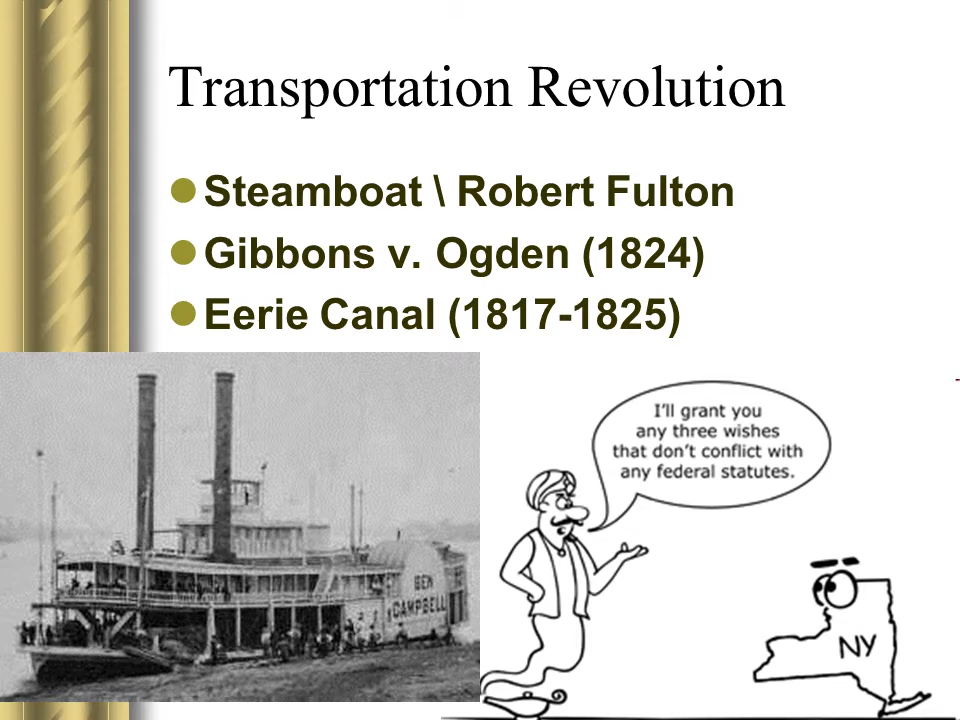 Transportation Revolution
Steamboat \ Robert Fulton
Gibbons v. Ogden (1824)
Eerie Canal (1817-1825)
BEN
CAMPBELL
I'll grant you
any three wishes
that don't conflict with
any federal statutes.
NY